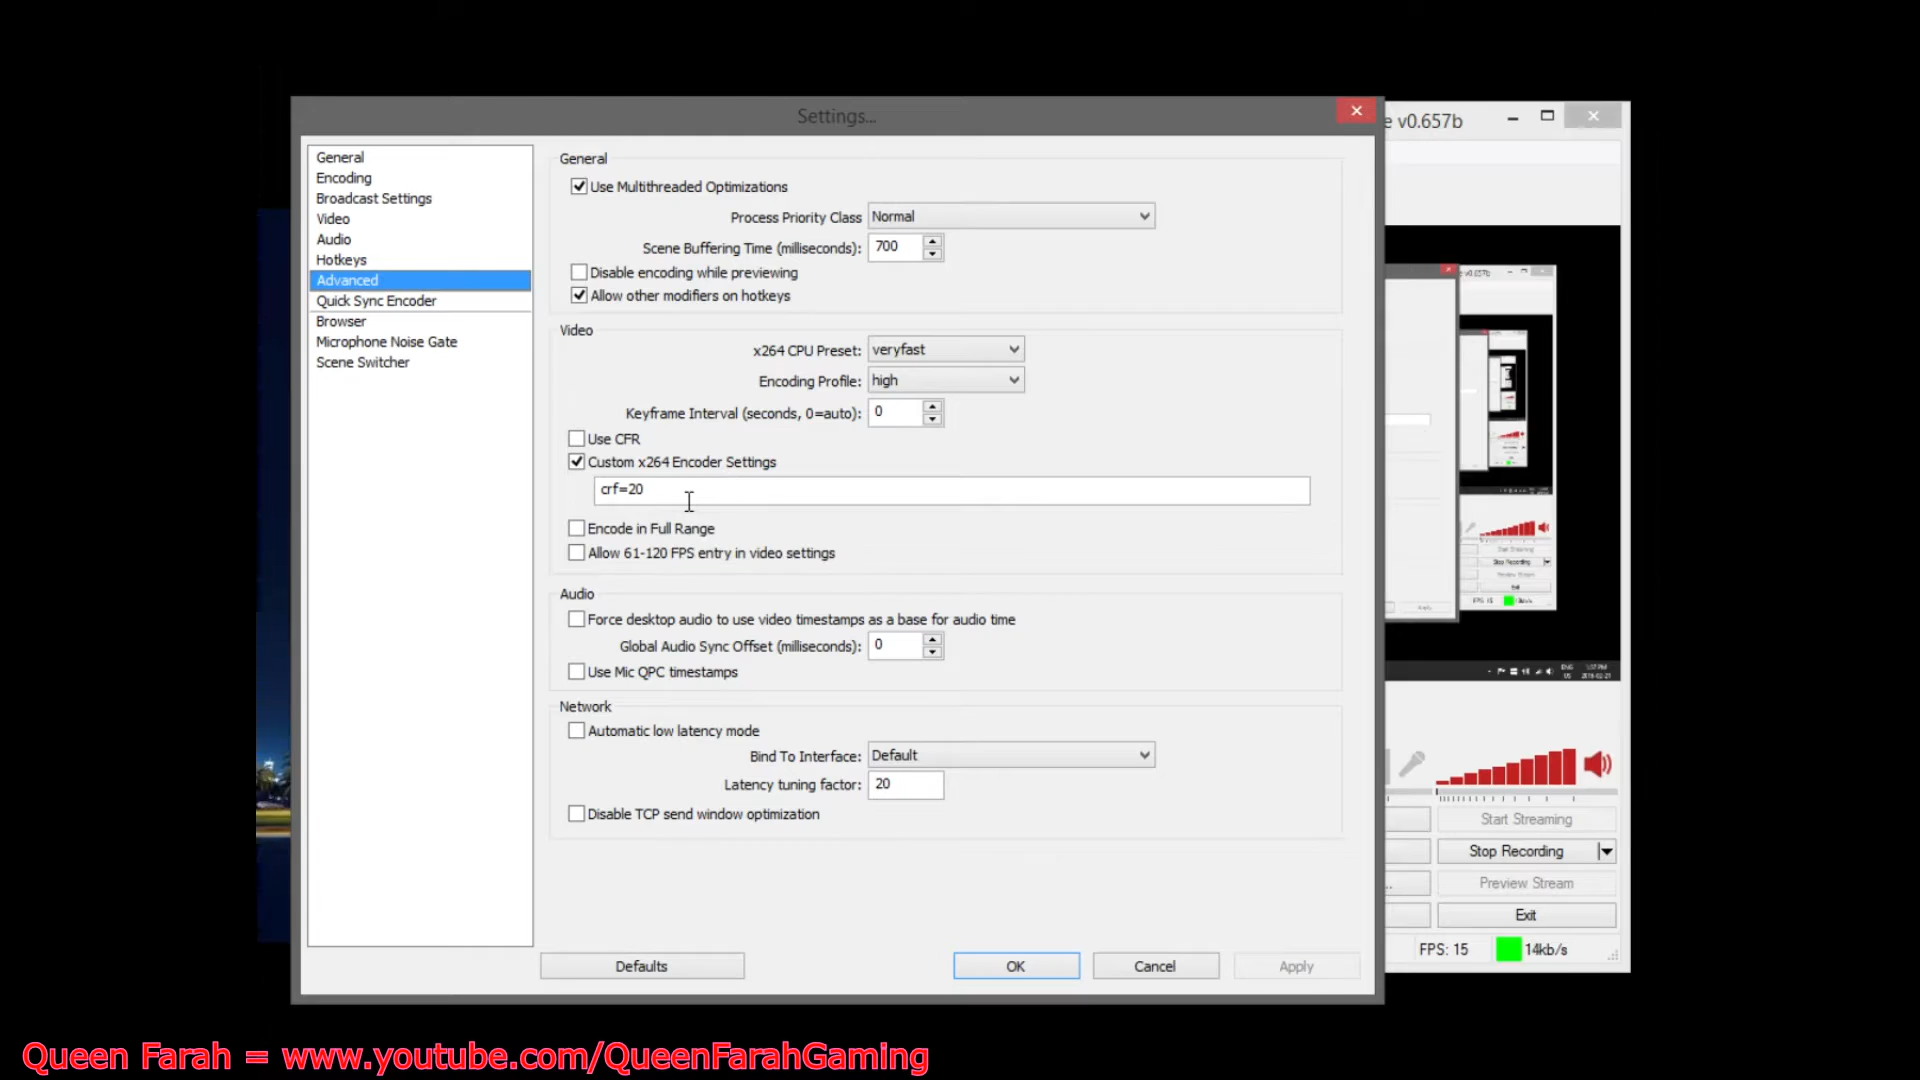 Settings...
e v0.657b
General
Encoding
Broadcast Settings
Video
Audio
Hotkeys
Advanced
Quick Sync Encoder
Browser
Microphone Noise Gate
Scene Switcher
General
Use Multithreaded Optimizations
Process Priority Class Normal
Scene Buffering Time (milliseconds): 700
Disable encoding while previewing
Allow other modifiers on hotkeys
Video
x264 CPU Preset: veryfast
Encoding Profile: high
Keyframe Interval (seconds, 0=auto): 0
Use CFR
Custom x264 Encoder Settings
crf=20
Encode in Full Range
Allow 61-120 FPS entry in video settings
Audio
Force desktop audio to use video timestamps as a base for audio time
Global Audio Sync Offset (milliseconds): 0
Use Mic QPC timestamps
Network
Automatic low latency mode
Bind To Interface: Default
Latency tuning factor: 20
Disable TCP send window optimization
Defaults
OK
Cancel
Apply
Start Streaming
Stop Recording
Preview Stream
Exit
FPS: 15 14kb/s
Queen Farah = www.youtube.com/QueenFarahGaming